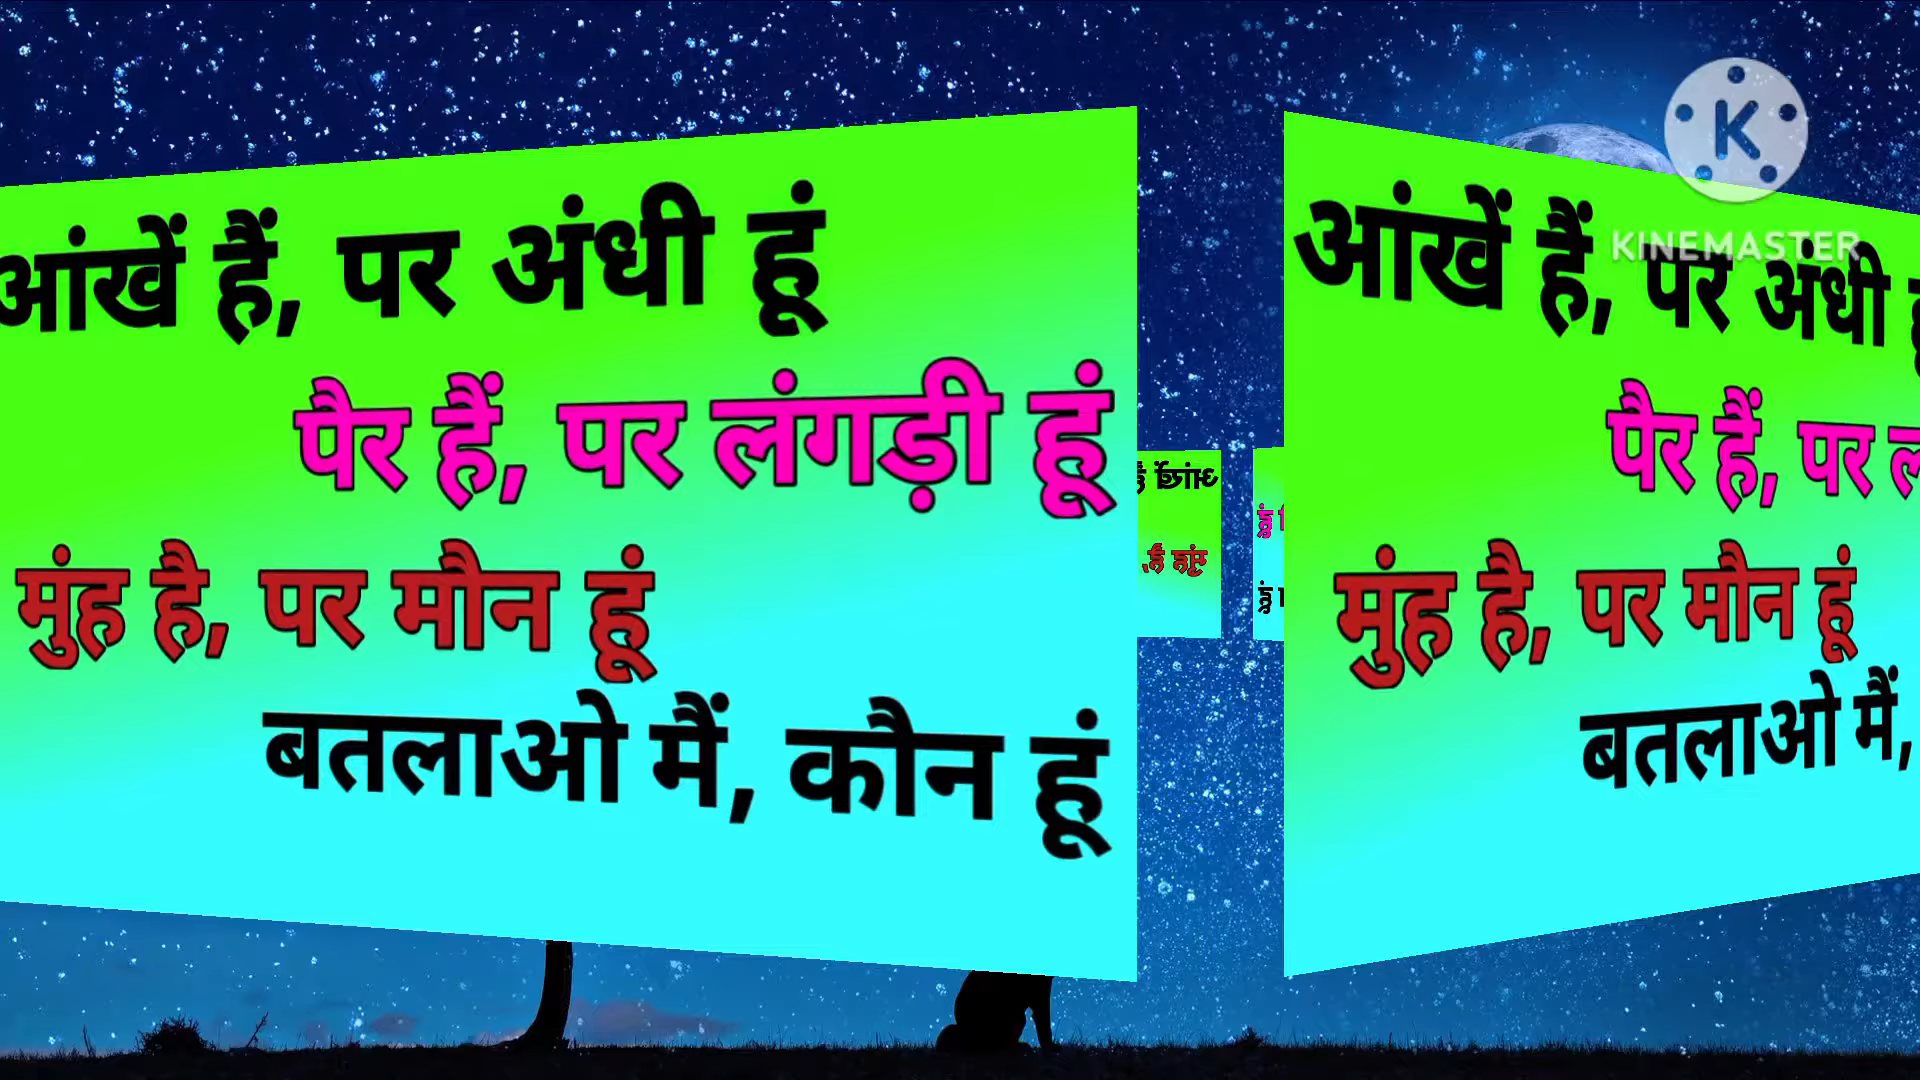 आंखें हैं, पर अंधी हूं
पैर हैं, पर लंगड़ी हूं
मुंह है, पर मौन हूं
बतलाओ मैं, कौन हूं
आंखें हैं, पर अंधी
पैर हैं, पर
मुंह है, पर मौन हूं
बतलाओ मैं,
K
KINEMASTER